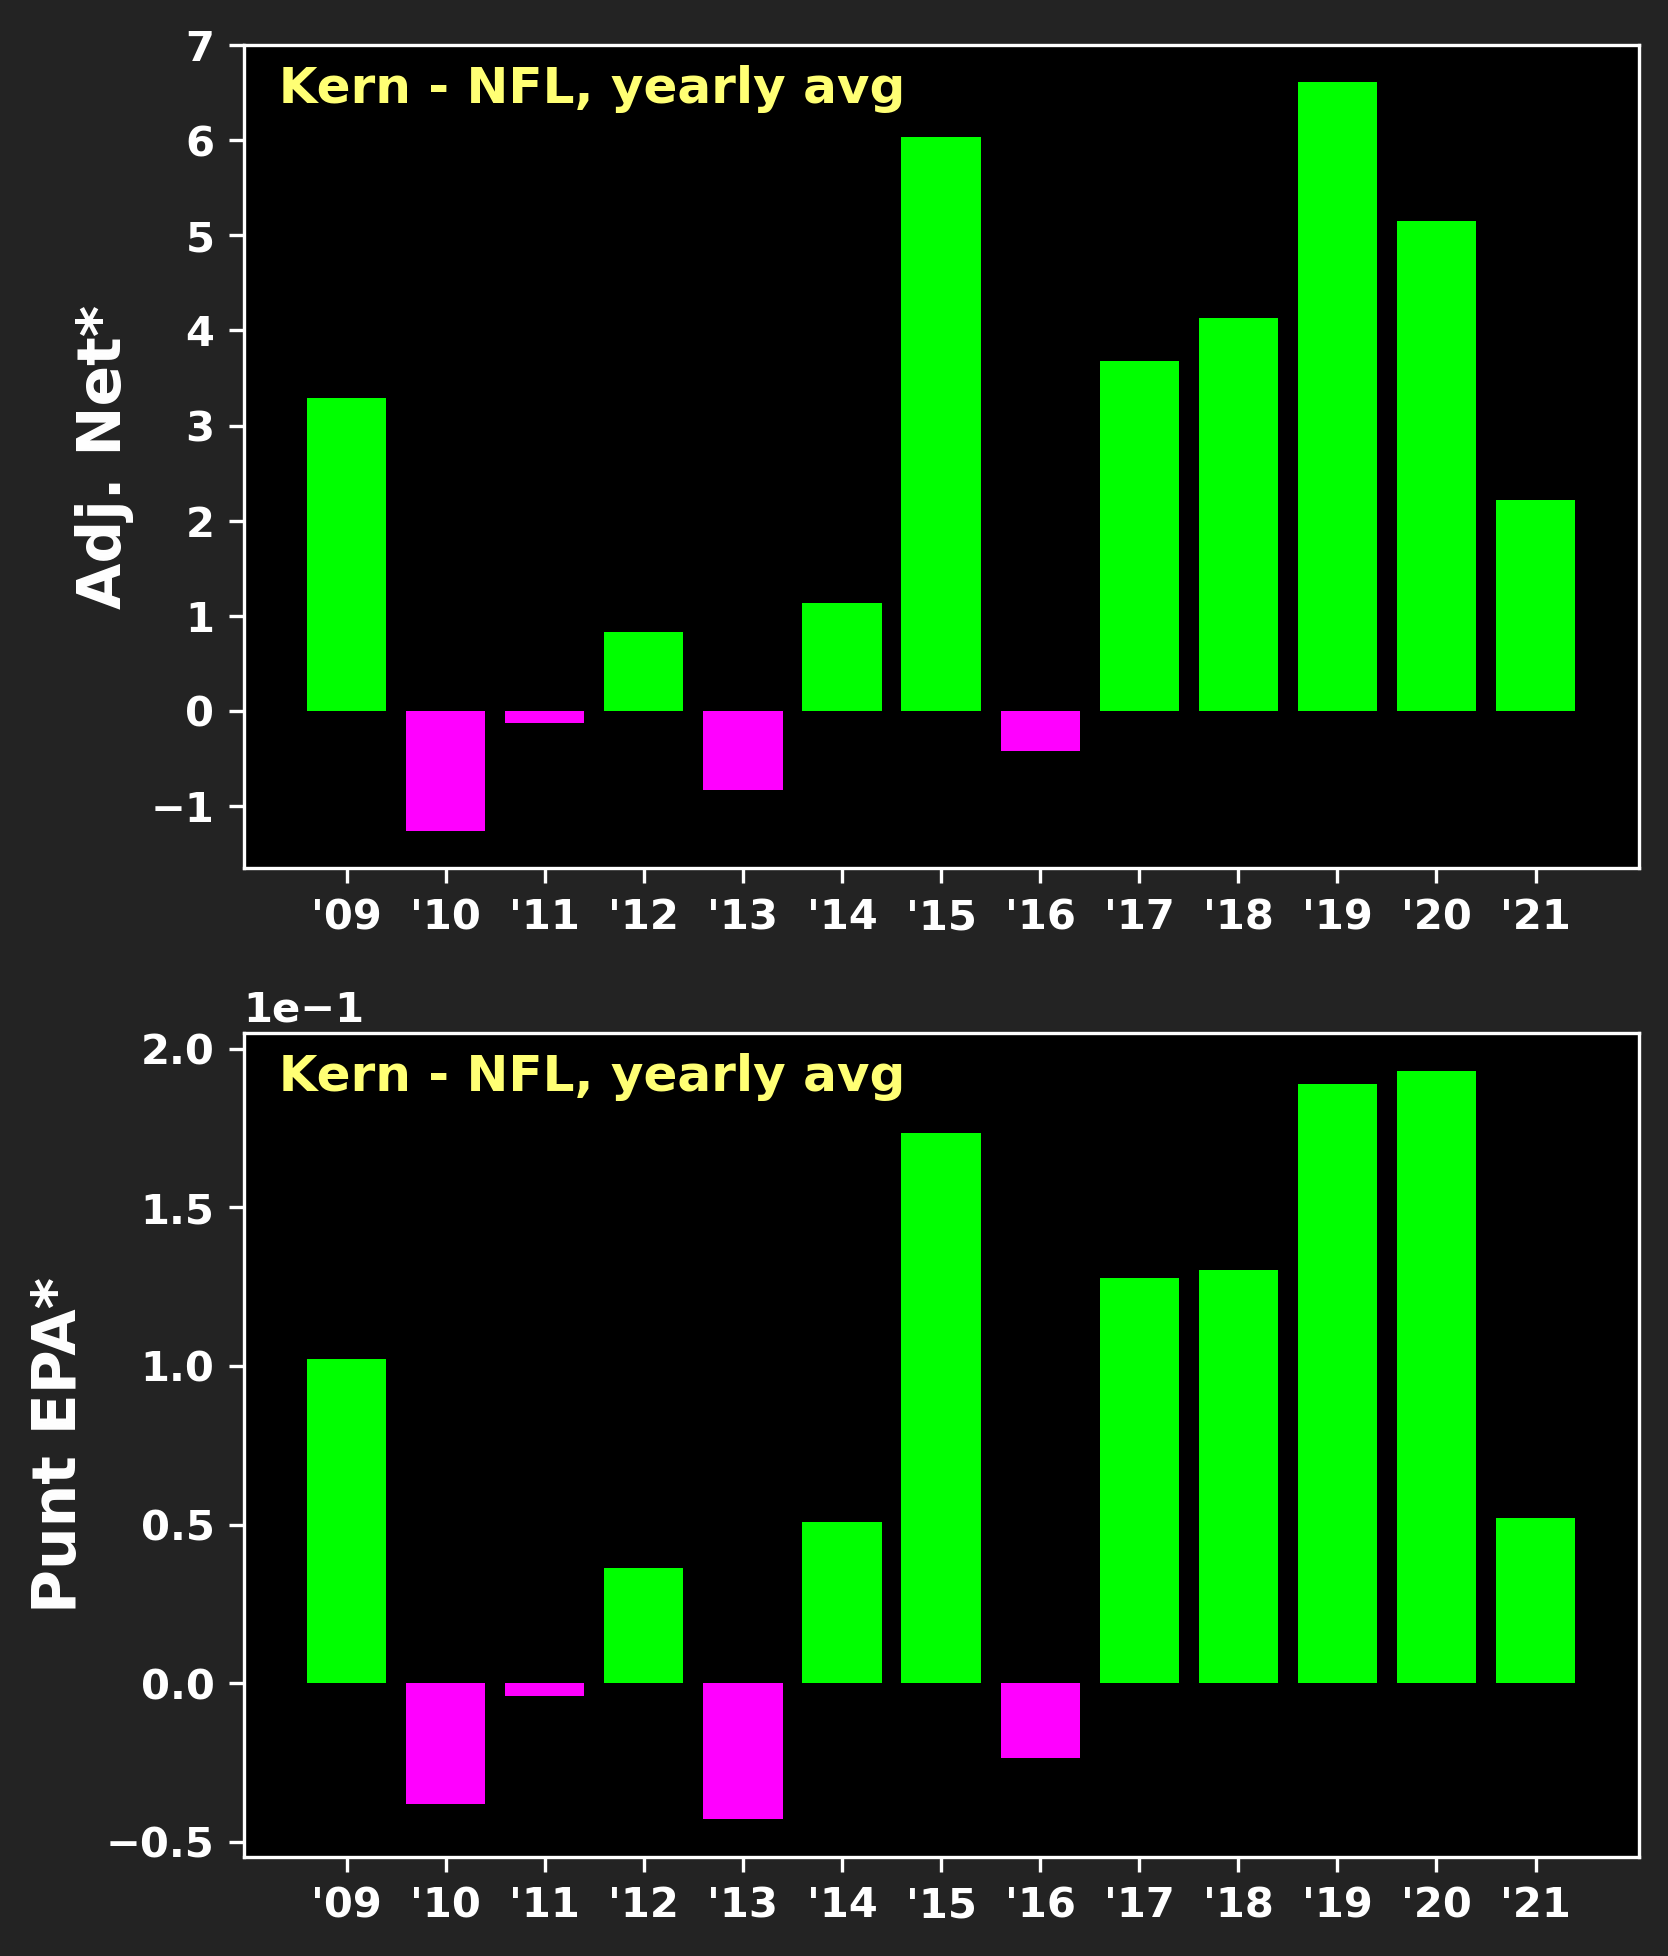 Kern - NFL, yearly avg
Adj. Net*
7
6
5
4
3
2
1
0
−1
'09 '10 '11 '12 '13 '14 '15 '16 '17 '18 '19 '20 '21
1e−1
Kern - NFL, yearly avg
Punt EPA*
2.0
1.5
1.0
0.5
0.0
−0.5
'09 '10 '11 '12 '13 '14 '15 '16 '17 '18 '19 '20 '21